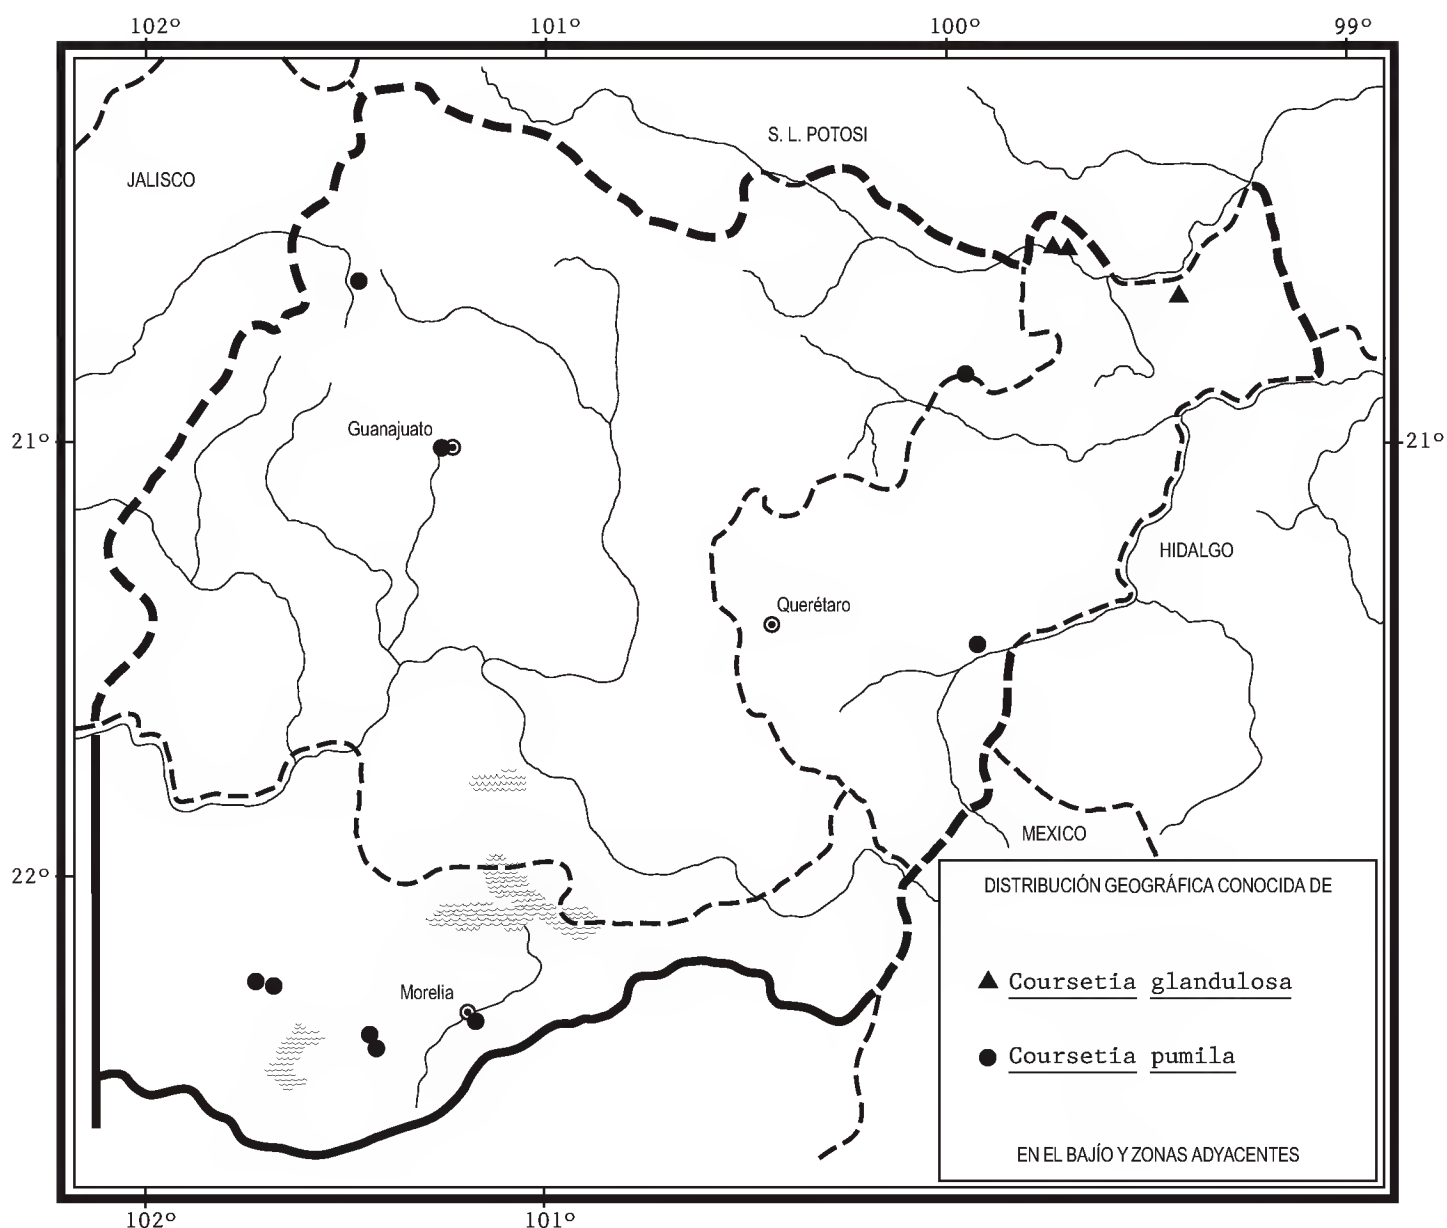 102º 101º 100º 99º
S. L. POTOSI
JALISCO
Guanajuato
21º 21º
HIDALGO
Querétaro
MEXICO
22º
DISTRIBUCIÓN GEOGRÁFICA CONOCIDA DE
Coursetia glandulosa
Morelia
Coursetia pumila
EN EL BAJÍO Y ZONAS ADYACENTES
102º 101º